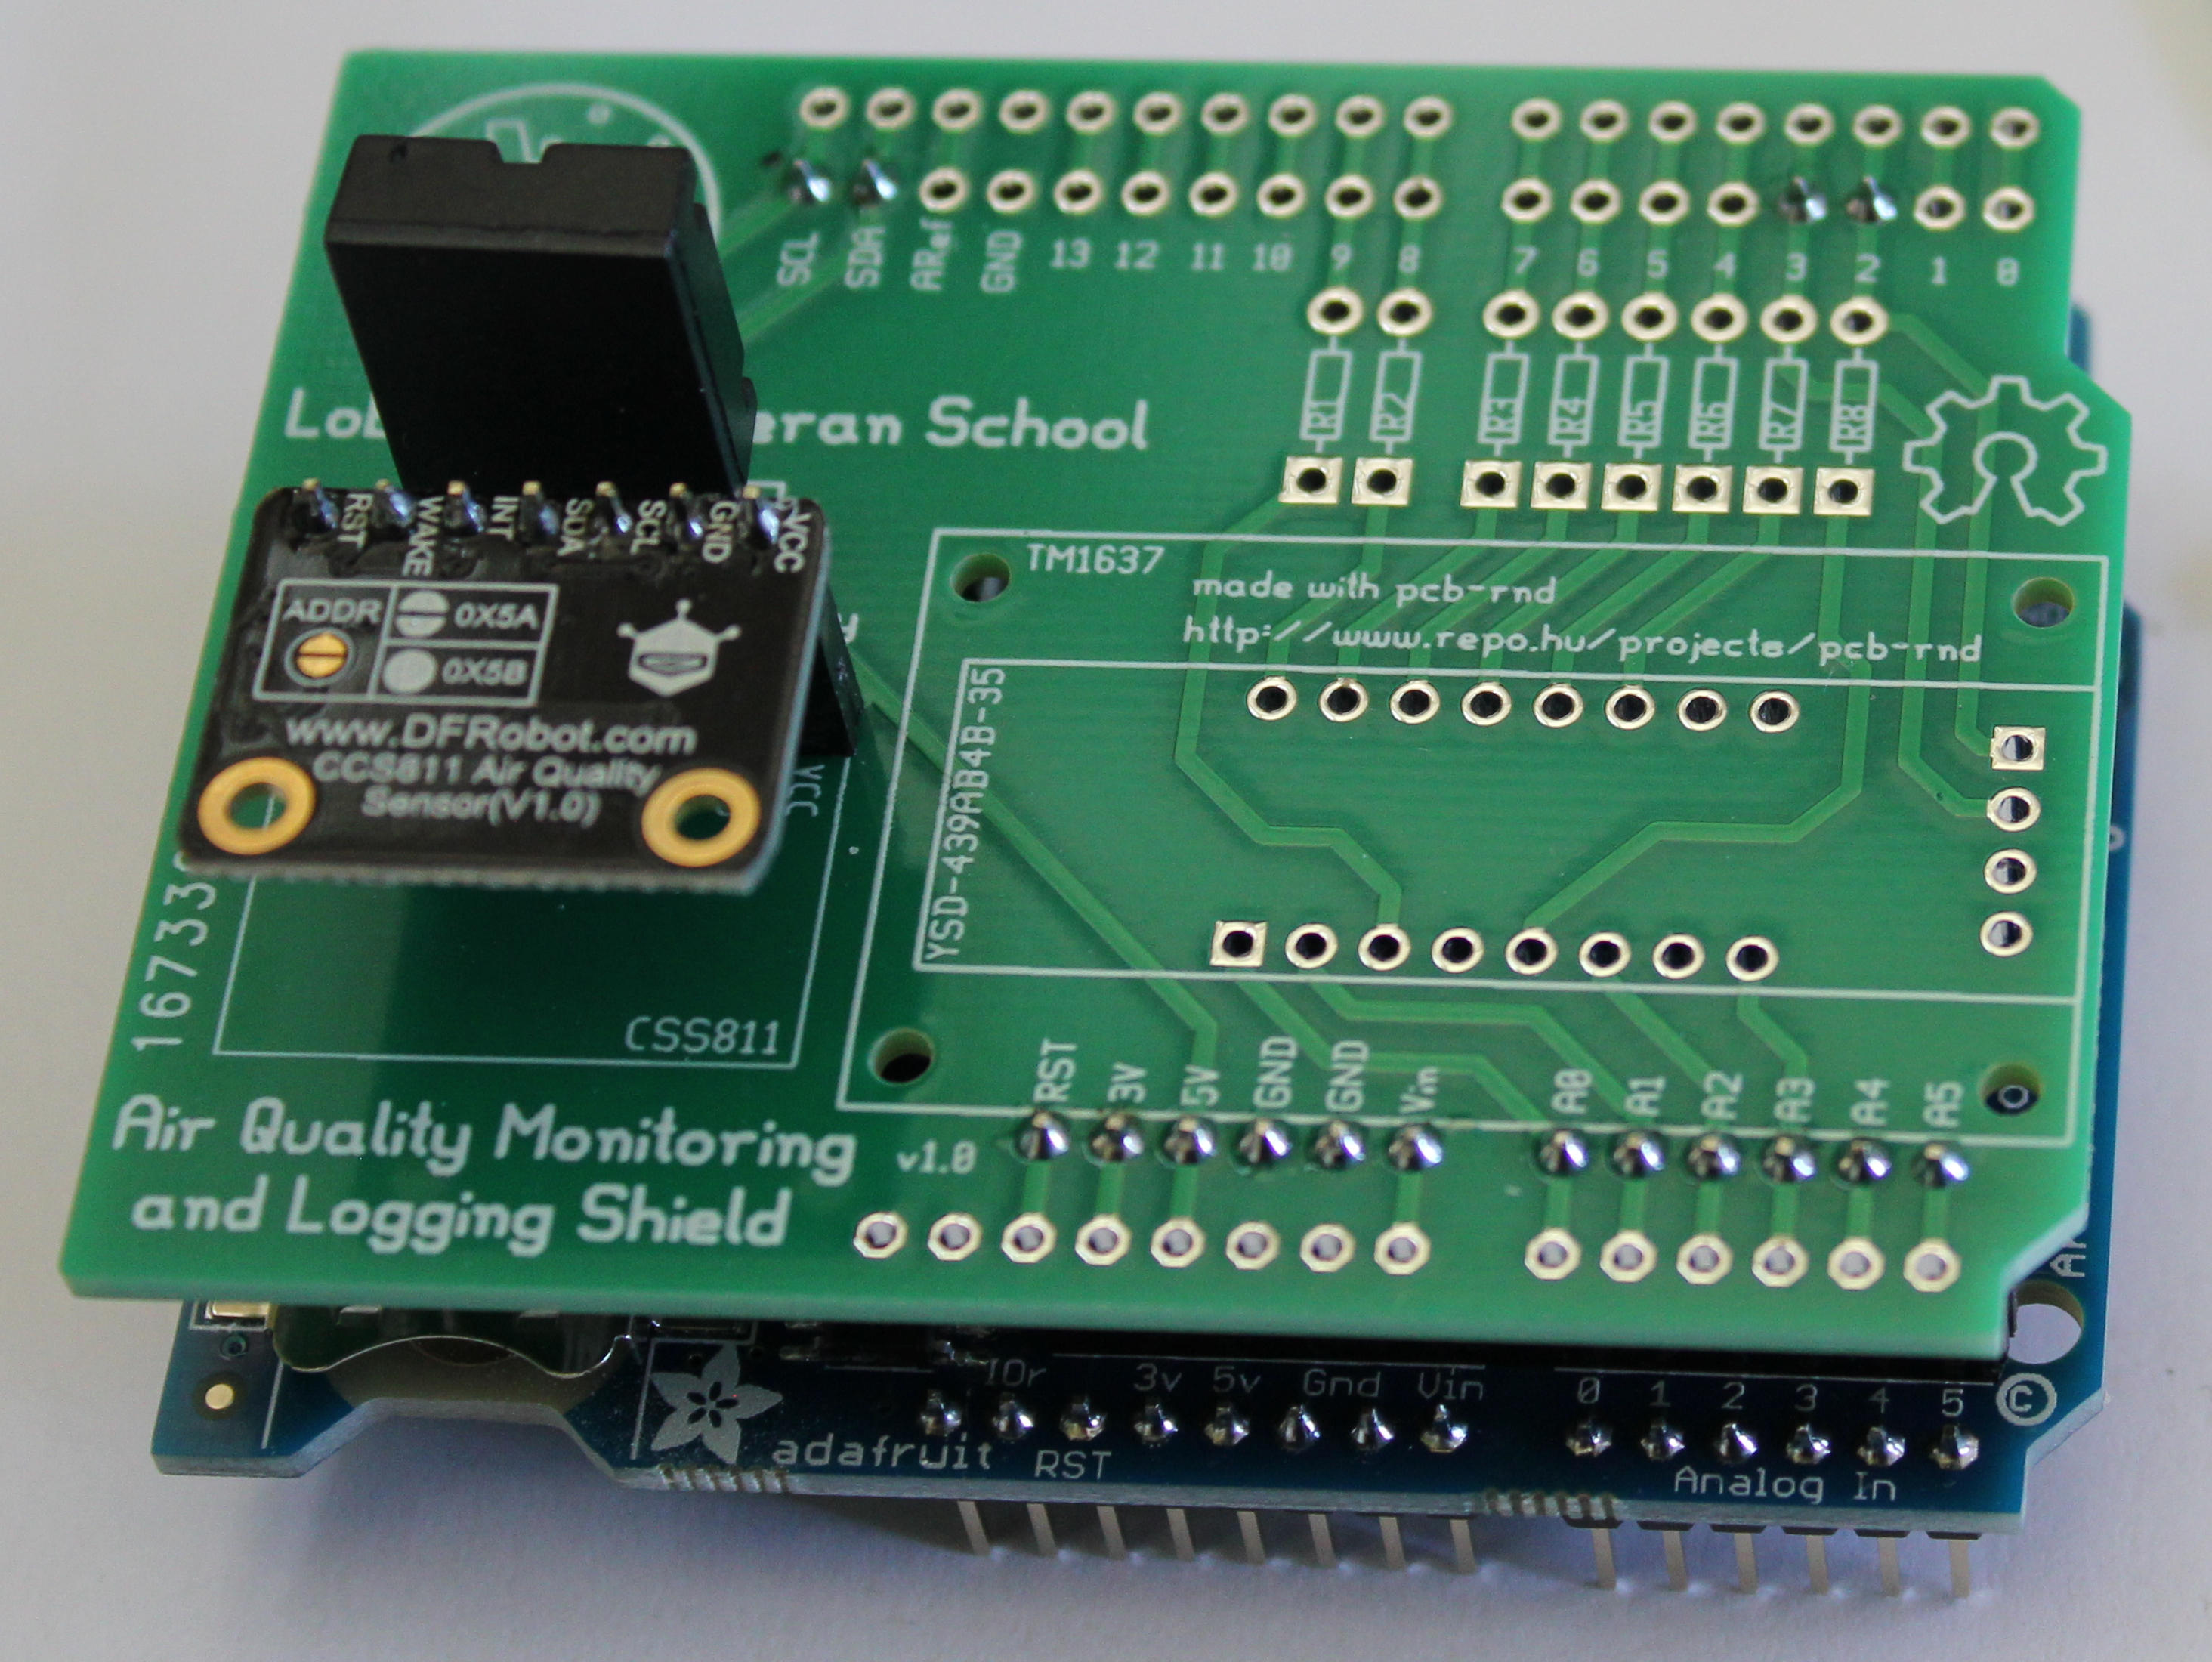 SCL SDA ARef GND 13 12 11 10 9 8 7 6 5 4 3 2 1 0
eran School
R1 R2 R3 R4 R5 R6 R7 R8
RST WAKE INT SDA SCL GND VCC
ADDR 0X5A
0X5B
www.DFRobot.com
CCS811 Air Quality
Sensor(V1.0)
TM1637
made with pcb-rnd
http://www.repo.hu/projects/pcb-rnd
YSD-439AB4B-35
VCC
CSS811
RST 3V 5V GND GND Vin A0 A1 A2 A3 A4 A5
Air Quality Monitoring
and Logging Shield
v1.0
IOr 3v 5v Gnd Vin 0 1 2 3 4 5 ©
adafruit RST
Analog In